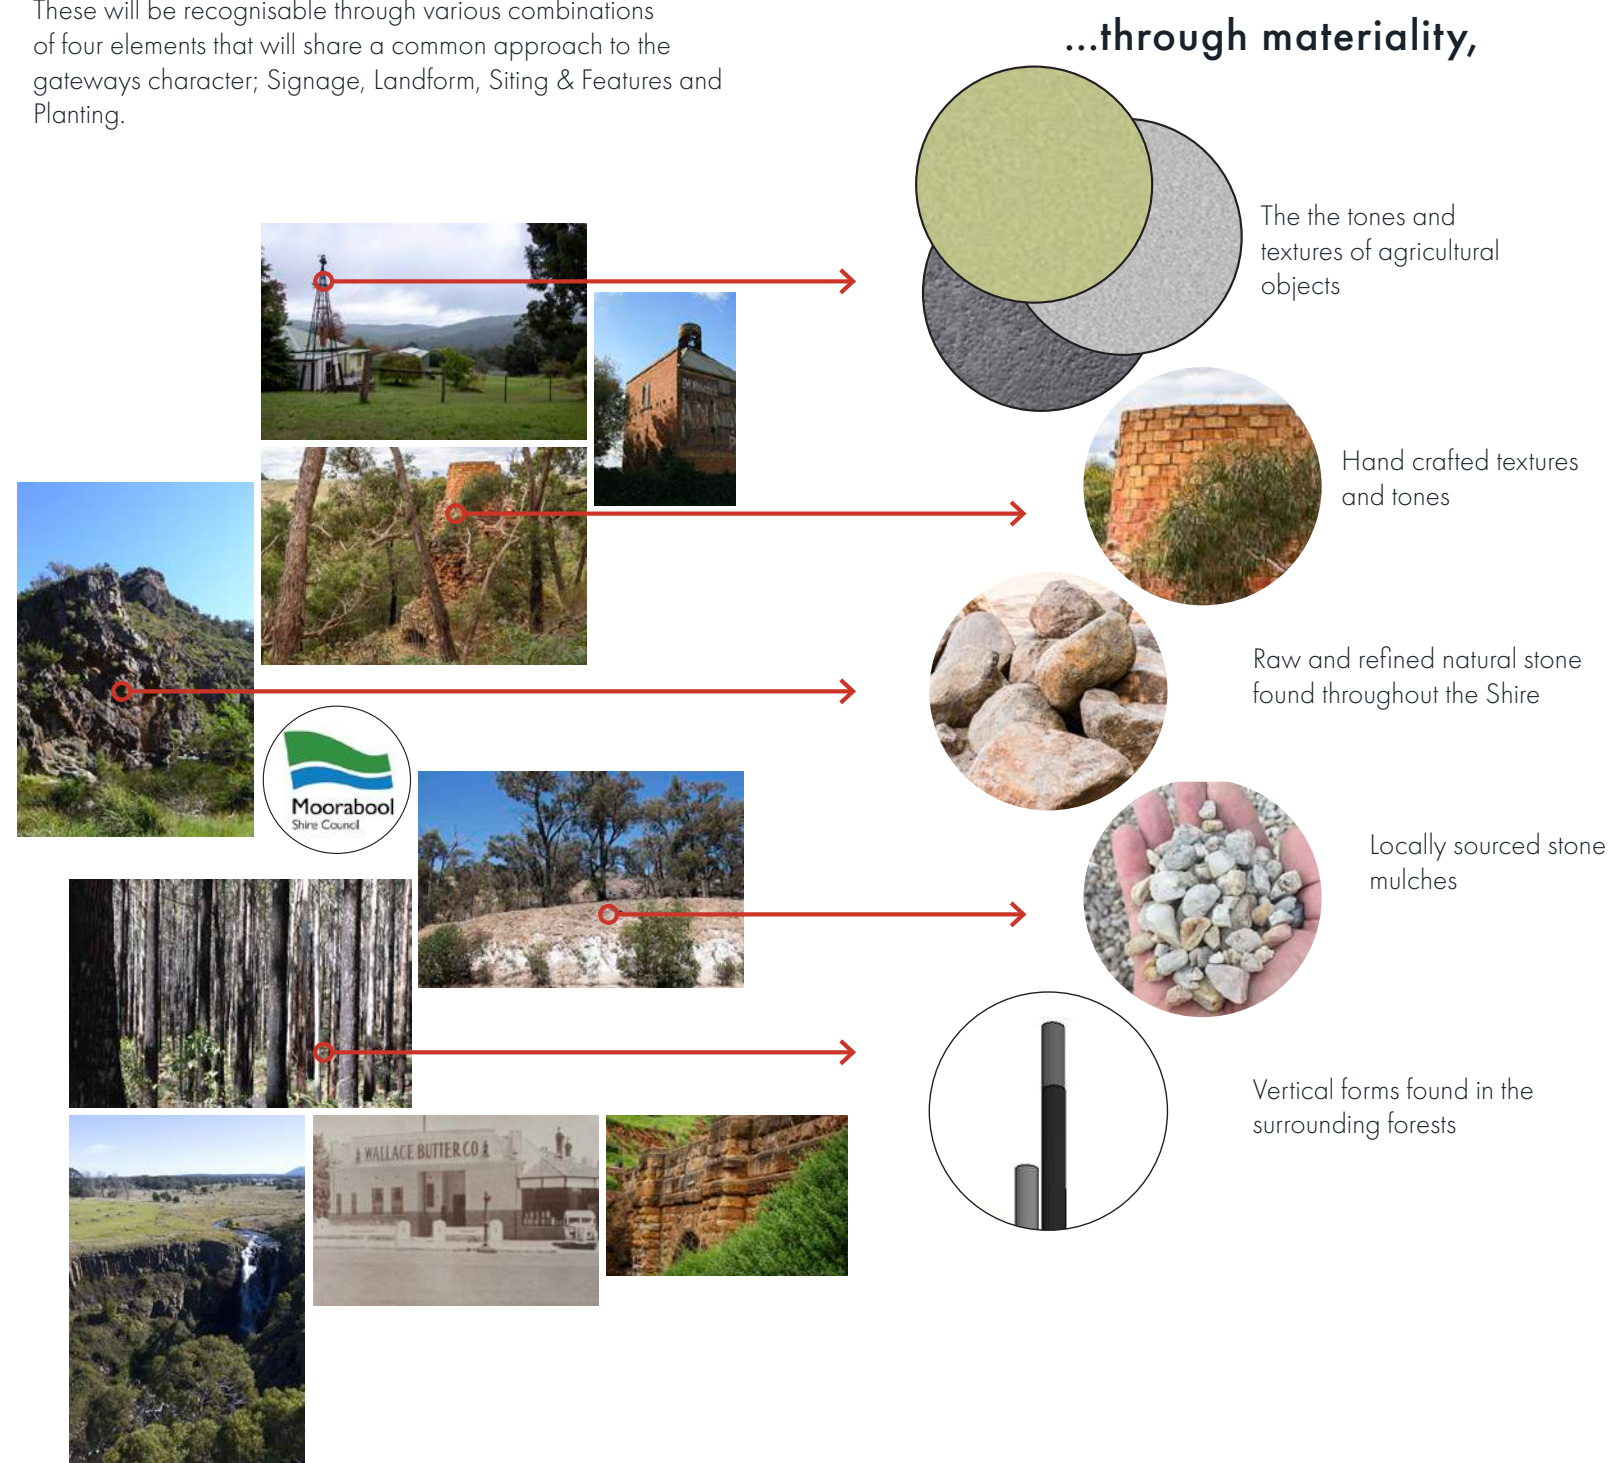 These will be recognisable through various combinations
of four elements that will share a common approach to the
gateways character; Signage, Landform, Siting & Features and
Planting.
...through materiality,
The the tones and
textures of agricultural
objects
Hand crafted textures
and tones
Raw and refined natural stone
found throughout the Shire
Moorabool
Shire Council
Locally sourced stone
mulches
Vertical forms found in the
surrounding forests
WALLACE BUTTER CO